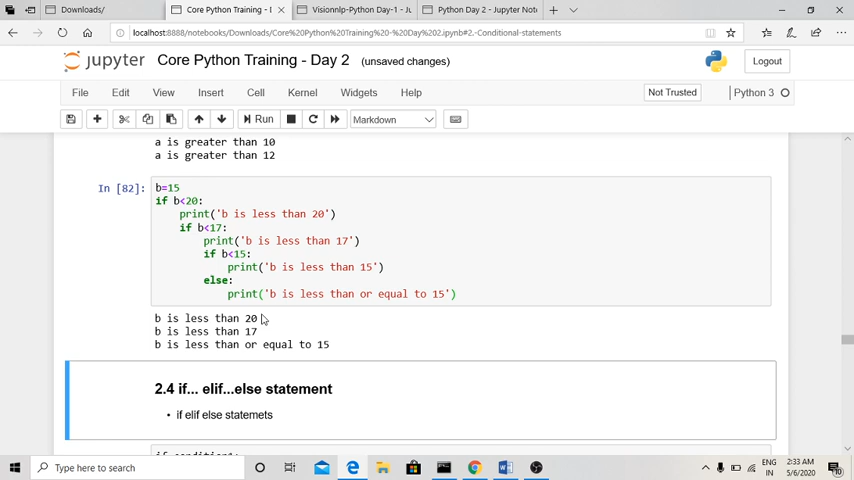 Downloads/
Core Python Training - D
Visionnlp-Python-Day-1 - Ju
Python Day 2 - Jupyter Note
localhost:8888/notebooks/Downloads/Core%20Python%20Training%20-%20Day%202.ipynb#2.-Conditional-statements
jupyter Core Python Training - Day 2 (unsaved changes)
Logout
File Edit View Insert Cell Kernel Widgets Help
Not Trusted
Python 3
Run
Markdown
a is greater than 10
a is greater than 12
In [82]:
b=15
if b<20:
print('b is less than 20')
if b<17:
print('b is less than 17')
if b<15:
print('b is less than 15')
else:
print('b is less than or equal to 15')
b is less than 20
b is less than 17
b is less than or equal to 15
2.4 if... elif...else statement
• if elif else statemets
if condition1:
Type here to search
ENG
IN
2:33 AM
5/6/2020